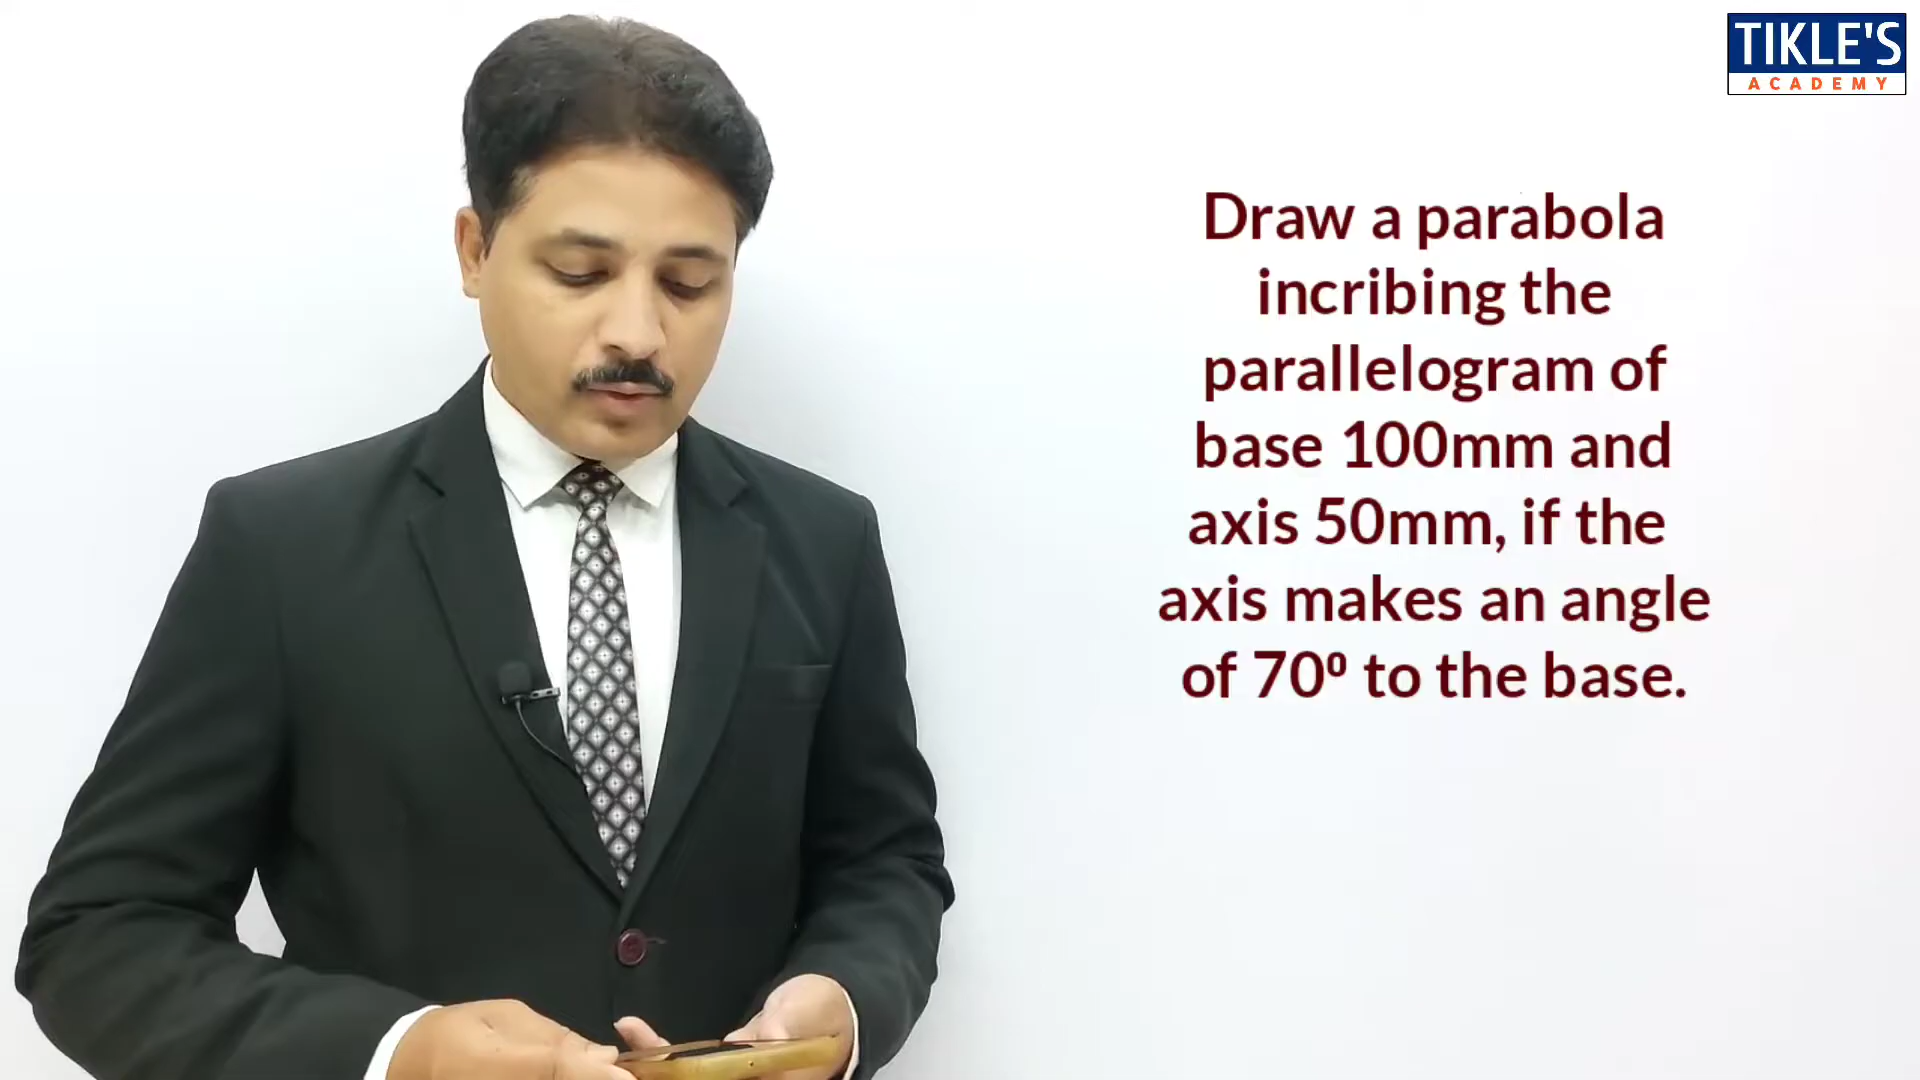 TIKLE'S
ACADEMY
Draw a parabola
incribing the
parallelogram of
base 100mm and
axis 50mm, if the
axis makes an angle
of 70⁰ to the base.